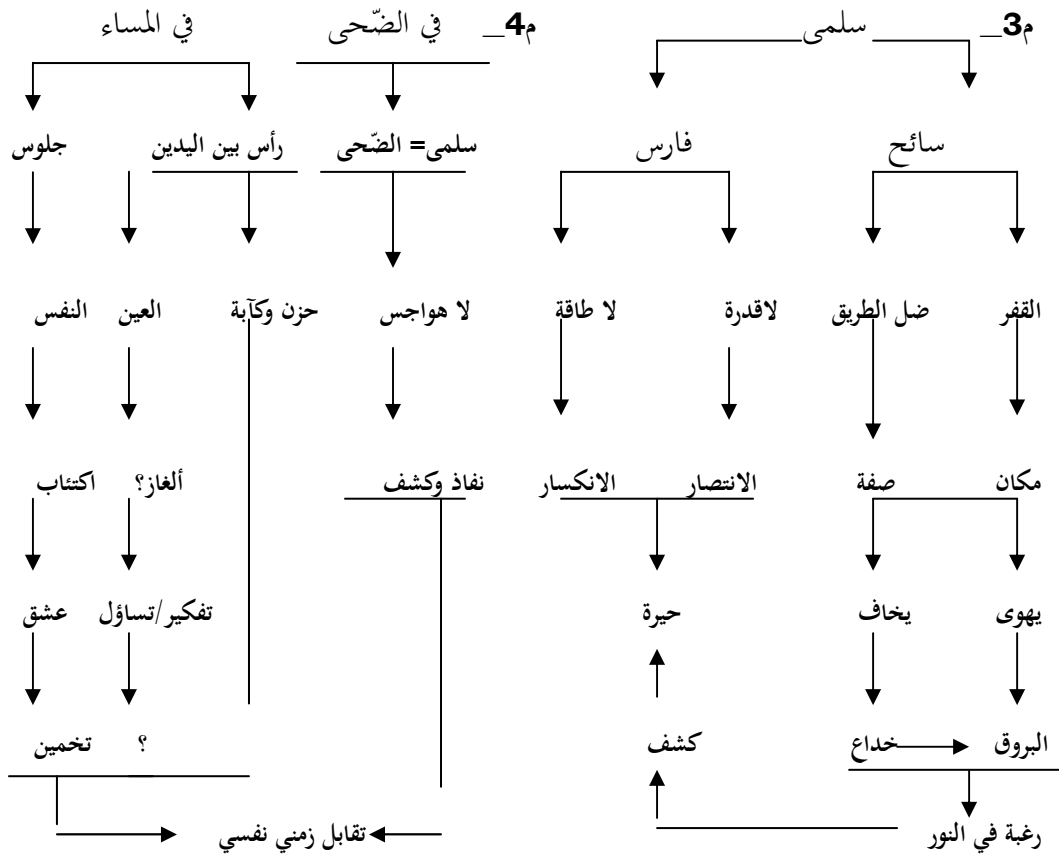 م3_ سلمى م4_ في الضّحى في المساء
سائح فارس سلمى= الضّحى رأس بين اليدين جلوس
القفر ضل الطريق لاقدرة لا طاقة لا هواجس حزن وكآبة العين النفس
مكان صفة الانتصار الانكسار نفاذ وكشف ألغاز؟ اكتئاب
يهوى يخاف حيرة تفكير/تساؤل عشق
البروق خداع كشف ؟ تخمين
رغبة في النور تقابل زمني نفسي